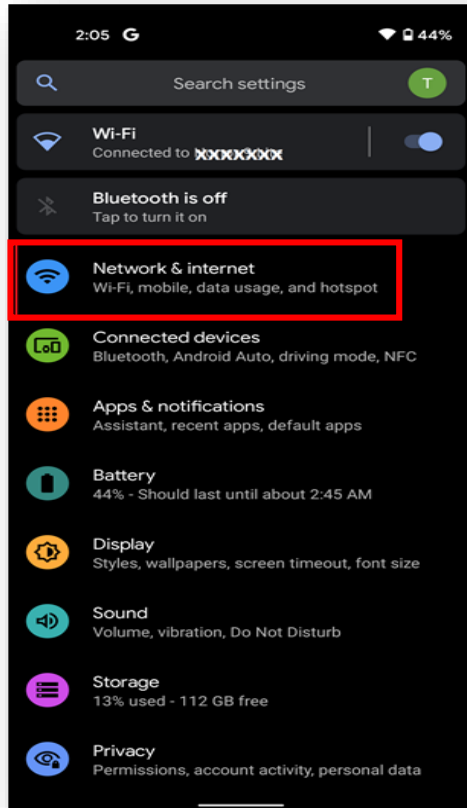 2:05 G 44%
Search settings T
Wi-Fi
Connected to XXXXXXX
Bluetooth is off
Tap to turn it on
Network & internet
Wi-Fi, mobile, data usage, and hotspot
Connected devices
Bluetooth, Android Auto, driving mode, NFC
Apps & notifications
Assistant, recent apps, default apps
Battery
44% - Should last until about 2:45 AM
Display
Styles, wallpapers, screen timeout, font size
Sound
Volume, vibration, Do Not Disturb
Storage
13% used - 112 GB free
Privacy
Permissions, account activity, personal data